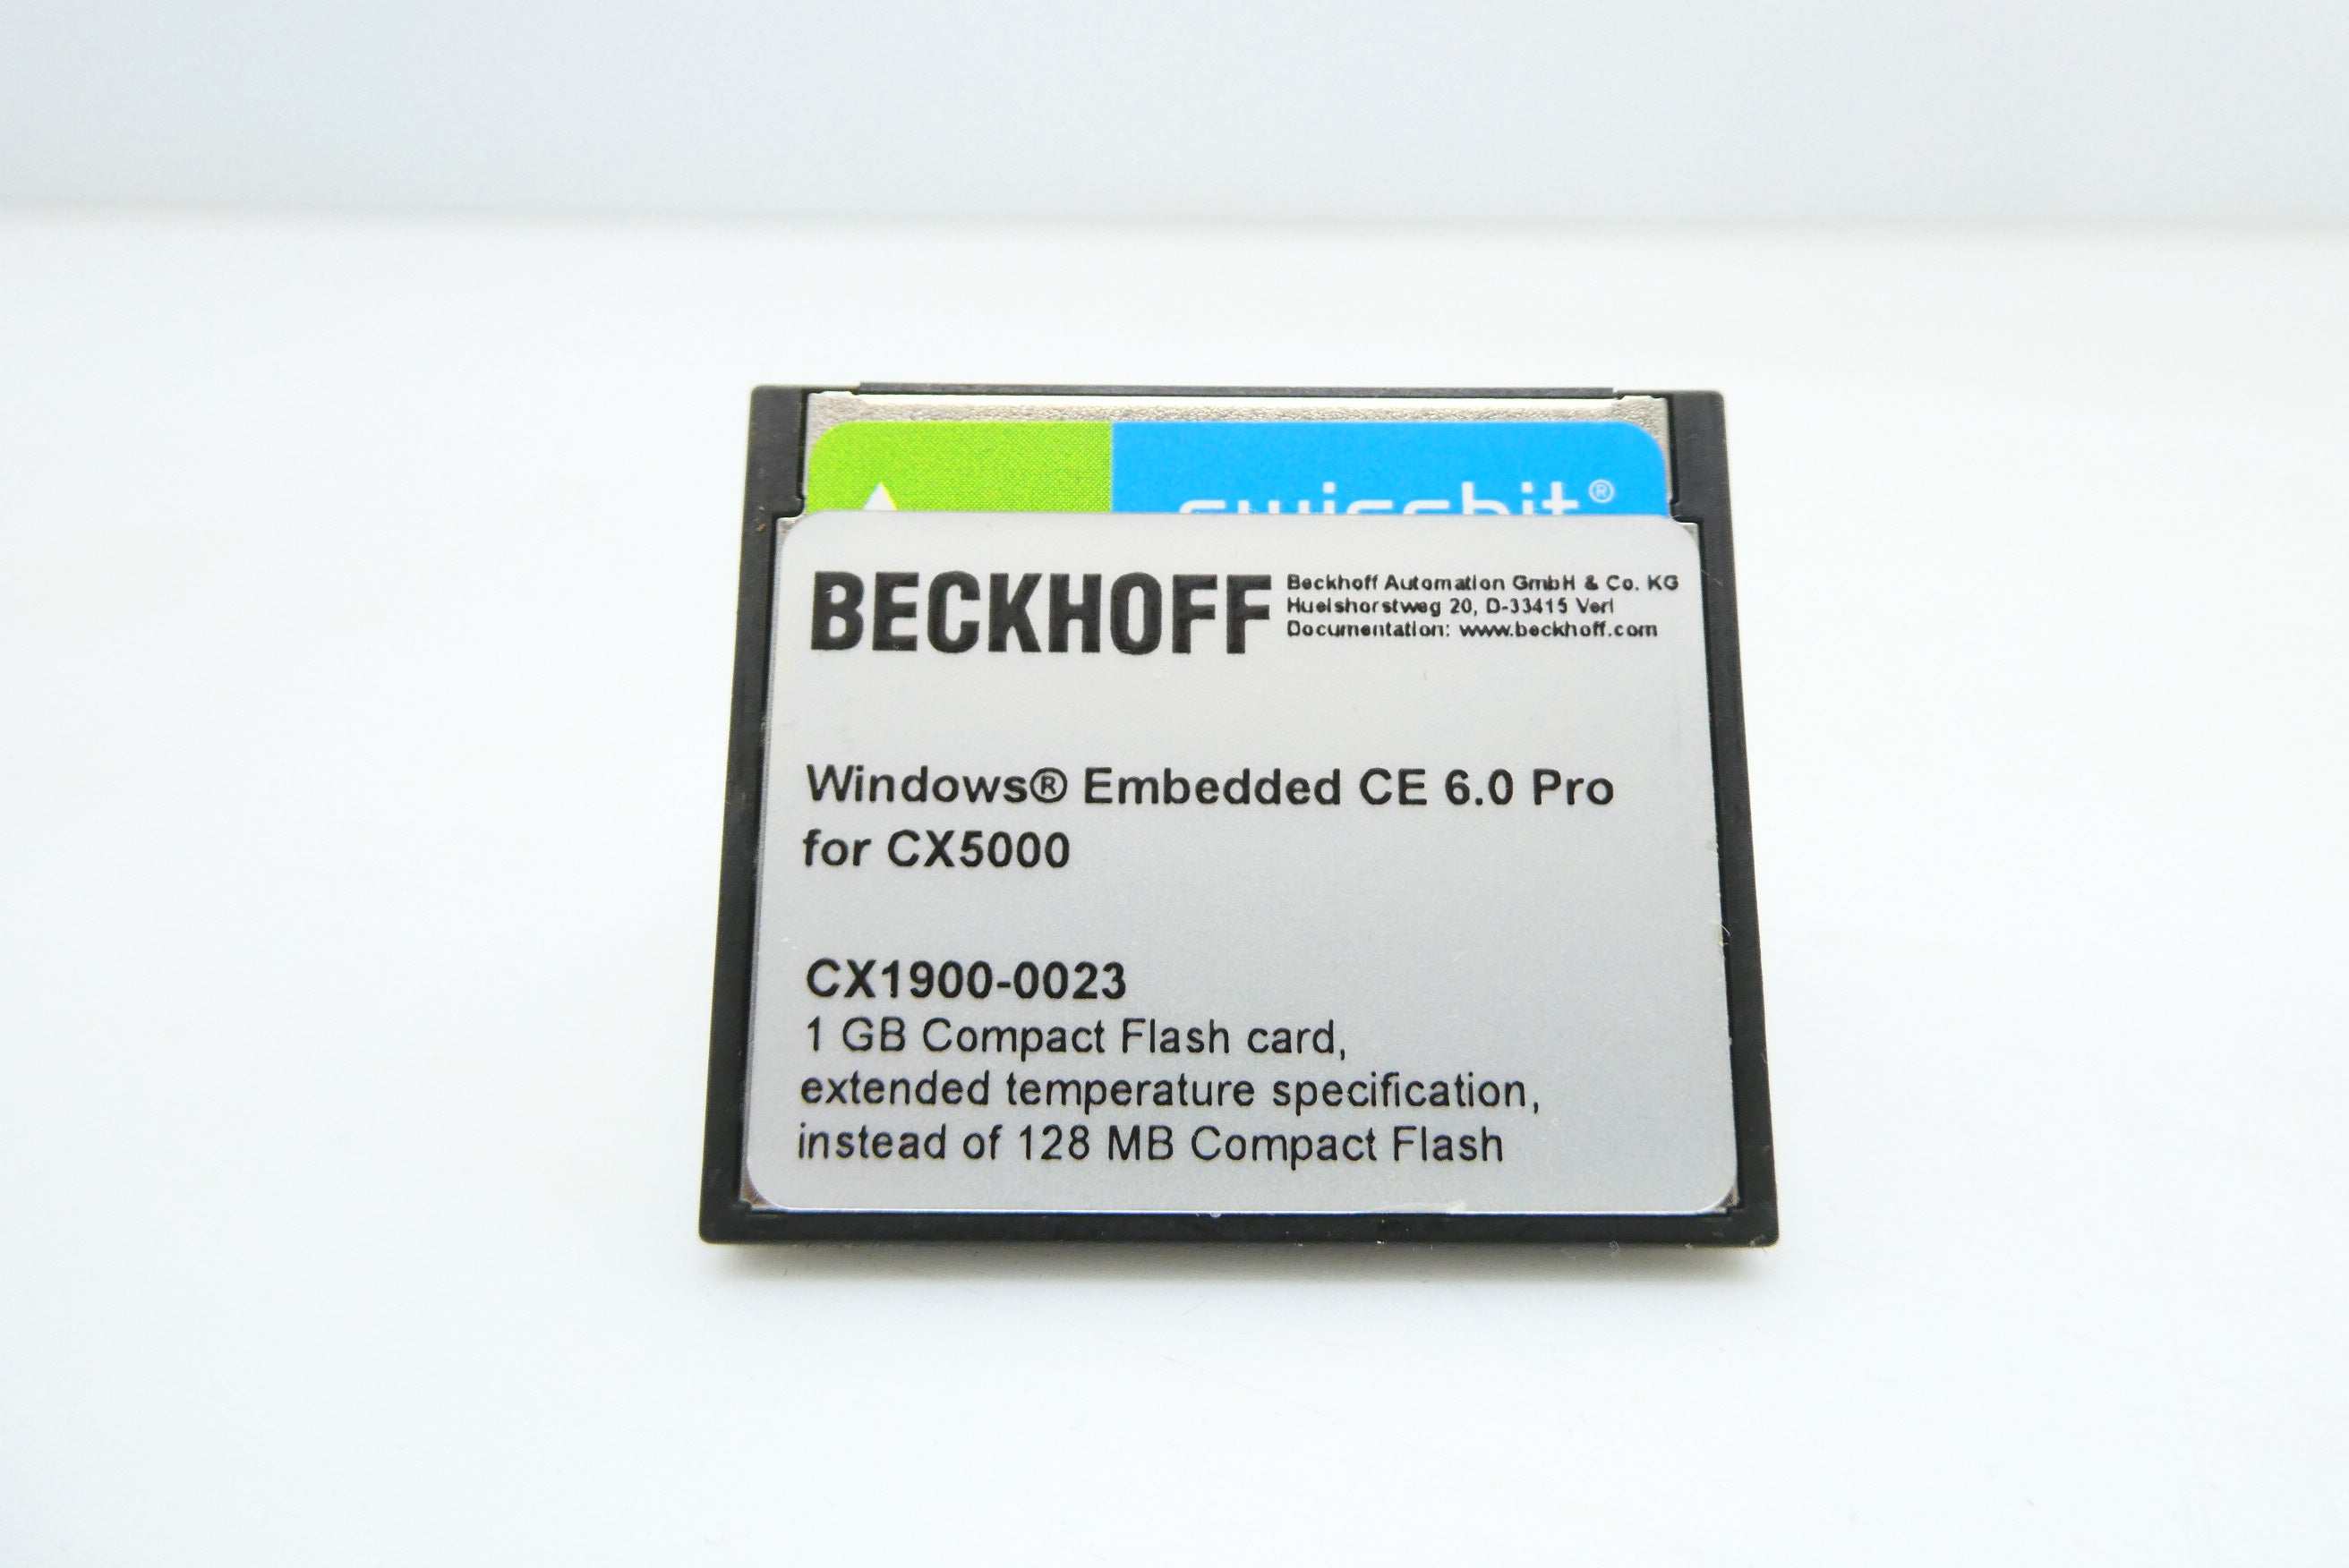 swissbit®
BECKHOFF
Beckhoff Automation GmbH & Co. KG
Huelshorstweg 20, D-33415 Verl
Documentation: www.beckhoff.com
Windows® Embedded CE 6.0 Pro
for CX5000
CX1900-0023
1 GB Compact Flash card,
extended temperature specification,
instead of 128 MB Compact Flash